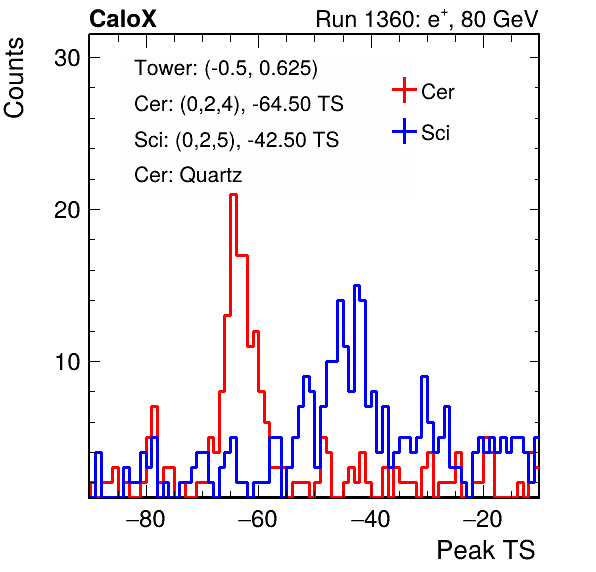 CaloX Run 1360: e⁺, 80 GeV
Counts
30
20
10
Tower: (-0.5, 0.625)
Cer: (0,2,4), -64.50 TS
Sci: (0,2,5), -42.50 TS
Cer: Quartz
Cer
Sci
−80 −60 −40 −20
Peak TS